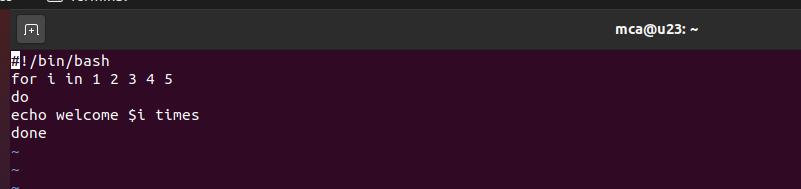 mca@u23: ~
#!/bin/bash
for i in 1 2 3 4 5
do
echo welcome $i times
done
~
~
~